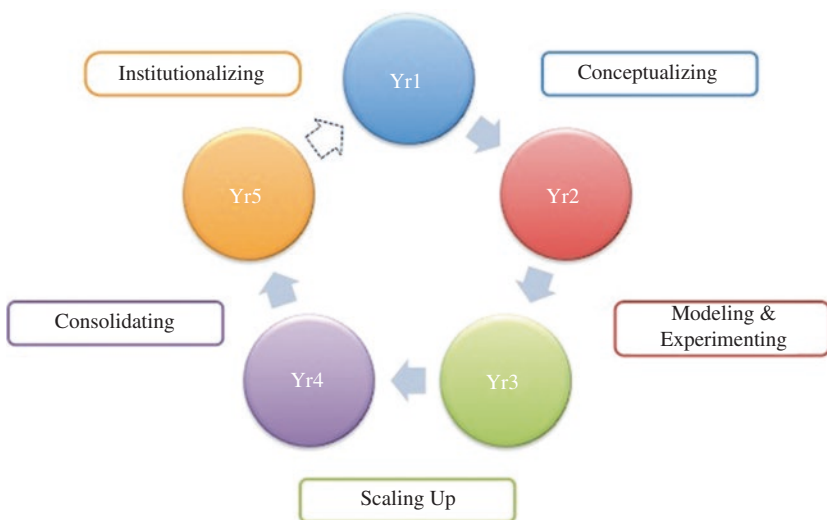 Yr1
Conceptualizing
Yr2
Modeling &
Experimenting
Yr3
Scaling Up
Yr4
Consolidating
Yr5
Institutionalizing